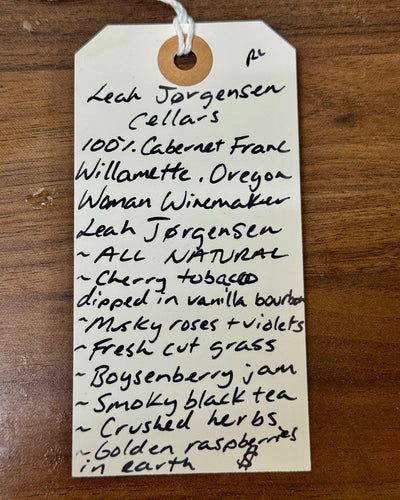 Leah Jørgensen
Cellars
100% Cabernet Franc
Willamette, Oregon
Woman Winemaker
Leah Jørgensen
~ ALL NATURAL
~ Cherry tobacco
dipped in vanilla bourbon
~ Musky roses + violets
~ Fresh cut grass
~ Boysenberry jam
~ Smoky black tea
~ Crushed herbs
~ Golden raspberries
in earth $